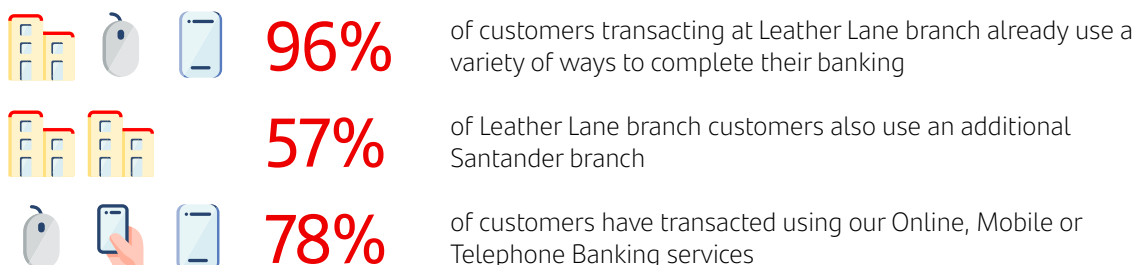 96%
of customers transacting at Leather Lane branch already use a
variety of ways to complete their banking
57%
of Leather Lane branch customers also use an additional
Santander branch
78%
of customers have transacted using our Online, Mobile or
Telephone Banking services